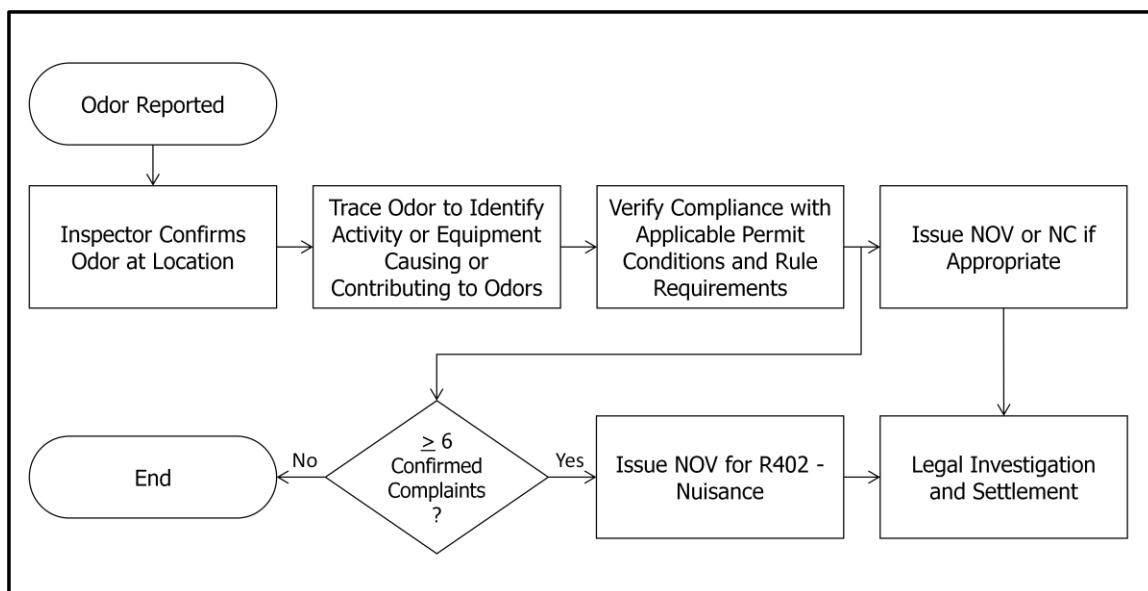 Odor Reported
Inspector Confirms
Odor at Location
Trace Odor to Identify
Activity or Equipment
Causing or
Contributing to Odors
Verify Compliance with
Applicable Permit
Conditions and Rule
Requirements
Issue NOV or NC if
Appropriate
End
No
≥ 6
Confirmed
Complaints
?
Yes
Issue NOV for R402 -
Nuisance
Legal Investigation
and Settlement